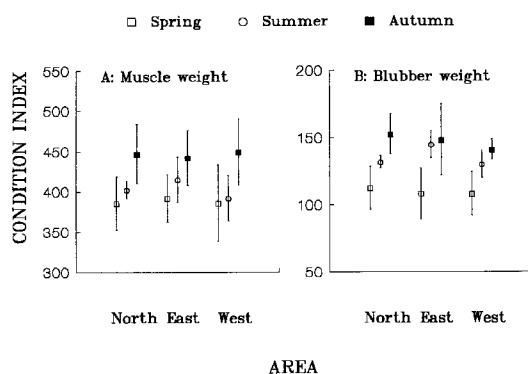 Spring Summer Autumn
CONDITION INDEX
A: Muscle weight
550
500
450
400
350
300
North East West
B: Blubber weight
200
150
100
50
North East West
AREA